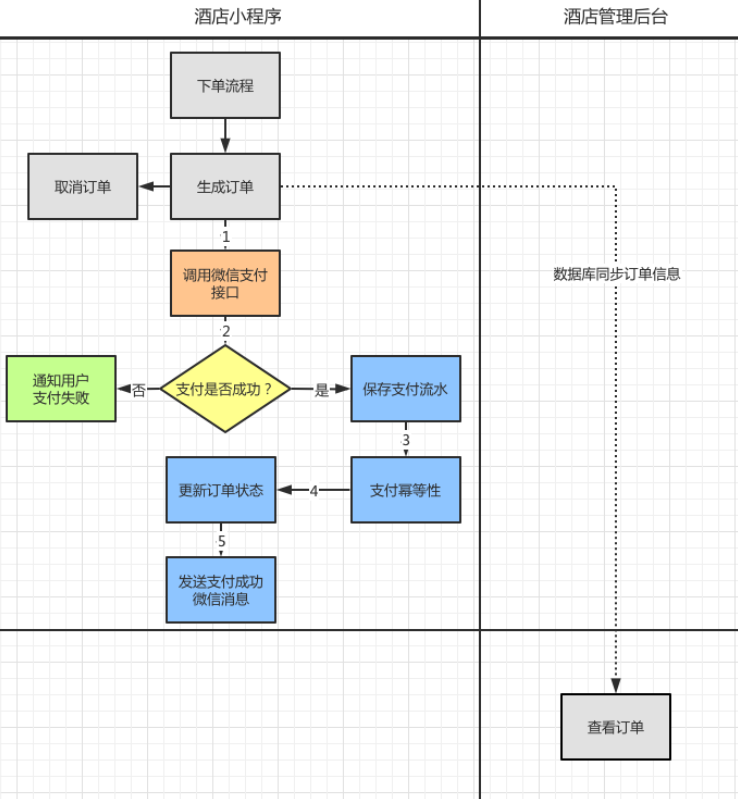 酒店小程序
酒店管理后台
下单流程
取消订单
生成订单
1
调用微信支付
接口
数据库同步订单信息
2
通知用户
支付失败
否
支付是否成功？
是
保存支付流水
3
更新订单状态
4
支付幂等性
5
发送支付成功
微信消息
查看订单